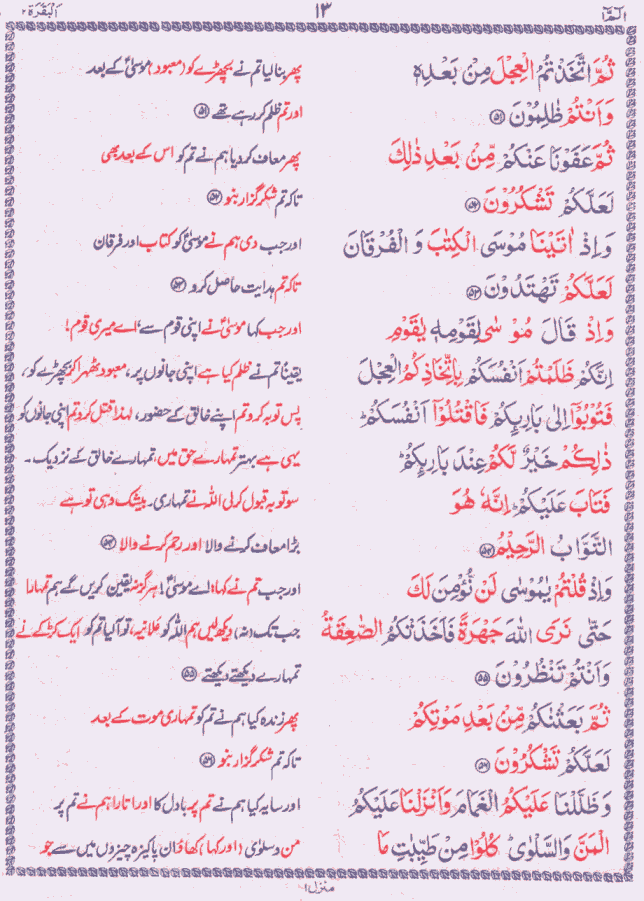 الٓمّٓا ١٣ اَلْبَقَرَة ٢
ثُمَّ اتَّخَذْتُمُ الْعِجْلَ مِنْۢ بَعْدِهٖ پھر بنا لیا تم نے بچھڑے کو (معبود) موسیٰؑ کے بعد
وَاَنْتُمْ ظٰلِمُوْنَ ﴿۵۱﴾ اور تم ظلم کر رہے تھے ﴿۵۱﴾
ثُمَّ عَفَوْنَا عَنْكُمْ مِّنْۢ بَعْدِ ذٰلِكَ پھر معاف کر دیا ہم نے تم کو اس کے بعد بھی
لَعَلَّكُمْ تَشْكُرُوْنَ ﴿۵۲﴾ تاکہ تم شکر گزار بنو ﴿۵۲﴾
وَاِذْ اٰتَيْنَا مُوْسَى الْكِتٰبَ وَ الْفُرْقَانَ اور جب دی ہم نے موسیٰؑ کو کتاب اور فرقان
لَعَلَّكُمْ تَهْتَدُوْنَ ﴿۵۳﴾ تاکہ تم ہدایت حاصل کرو ﴿۵۳﴾
وَاِذْ قَالَ مُوْسٰى لِقَوْمِهٖ يٰقَوْمِ اور جب کہا موسیٰؑ نے اپنی قوم سے، اے میری قوم!
اِنَّكُمْ ظَلَمْتُمْ اَنْفُسَكُمْ بِاتِّخَاذِكُمُ الْعِجْلَ یقیناً تم نے ظلم کیا ہے اپنی جانوں پر، معبود ٹھہرا کر بچھڑے کو،
فَتُوْبُوْٓا اِلٰى بَارِىِٕكُمْ فَاقْتُلُوْٓا اَنْفُسَكُمْ ؕ پس توبہ کرو تم اپنے خالق کے حضور، لہٰذا قتل کرو تم اپنی جانوں کو
ذٰلِكُمْ خَيْرٌ لَّكُمْ عِنْدَ بَارِىِٕكُمْ ؕ یہی ہے بہتر تمہارے حق میں، تمہارے خالق کے نزدیک۔
فَتَابَ عَلَيْكُمْ ؕ اِنَّهٗ هُوَ سو توبہ قبول کر لی اللہ نے تمہاری۔ بیشک وہی تو ہے
التَّوَّابُ الرَّحِيْمُ ﴿۵۴﴾ بڑا معاف کرنے والا اور رحم کرنے والا ﴿۵۴﴾
وَاِذْ قُلْتُمْ يٰمُوْسٰى لَنْ نُّؤْمِنَ لَكَ اور جب تم نے کہا: اے موسیٰؑ! ہرگز نہ یقین کریں گے ہم تمہارا
حَتّٰى نَرَى اللّٰهَ جَهْرَةً فَاَخَذَتْكُمُ الصّٰعِقَةُ جب تک (نہ) دیکھ لیں ہم اللہ کو علانیہ، تو آ لیا تم کو ایک کڑکے نے
وَاَنْتُمْ تَنْظُرُوْنَ ﴿۵۵﴾ تمہارے دیکھتے دیکھتے ﴿۵۵﴾
ثُمَّ بَعَثْنٰكُمْ مِّنْۢ بَعْدِ مَوْتِكُمْ پھر زندہ کیا ہم نے تم کو تمہاری موت کے بعد
لَعَلَّكُمْ تَشْكُرُوْنَ ﴿۵۶﴾ تاکہ تم شکر گزار بنو ﴿۵۶﴾
وَظَلَّلْنَا عَلَيْكُمُ الْغَمَامَ وَاَنْزَلْنَا عَلَيْكُمُ اور سایہ کیا ہم نے تم پر بادل کا اور اتارا ہم نے تم پر
الْمَنَّ وَالسَّلْوٰى ؕ كُلُوْا مِنْ طَيِّبٰتِ مَا من و سلویٰ (اور کہا) کھاؤ ان پاکیزہ چیزوں میں سے جو
منزل ۱